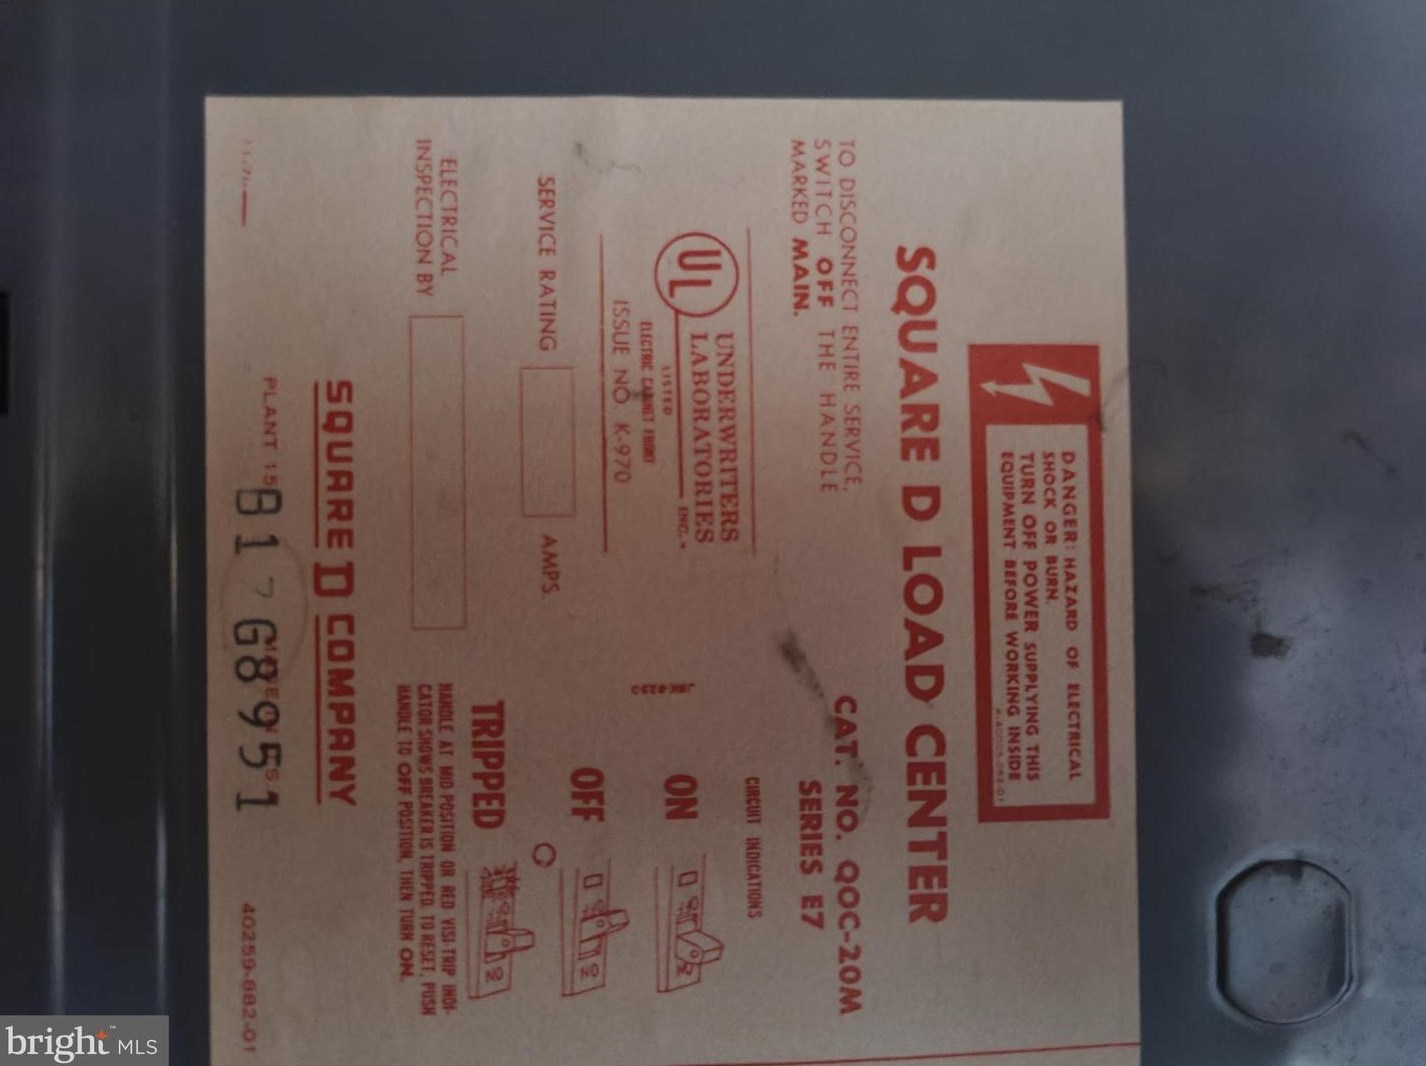 DANGER: HAZARD OF ELECTRICAL
SHOCK OR BURN.
TURN OFF POWER SUPPLYING THIS
EQUIPMENT BEFORE WORKING INSIDE
SQUARE D LOAD CENTER
TO DISCONNECT ENTIRE SERVICE,
SWITCH OFF THE HANDLE
MARKED MAIN.
CAT. NO. QOC-20M
SERIES E7
UL
UNDERWRITERS
LABORATORIES
INC.
LISTED
ELECTRIC CABINET FRONT
ISSUE NO. K-970
SERVICE RATING
AMPS.
ELECTRICAL
INSPECTION BY
CIRCUIT INDICATIONS
ON
OFF
TRIPPED
HANDLE AT MID-POSITION OR RED VISI-TRIP INDI-
CATOR SHOWS BREAKER IS TRIPPED. TO RESET, PUSH
HANDLE TO OFF POSITION, THEN TURN ON.
SQUARE D COMPANY
PLANT 15
B17 G8951
40259-882-01
bright MLS